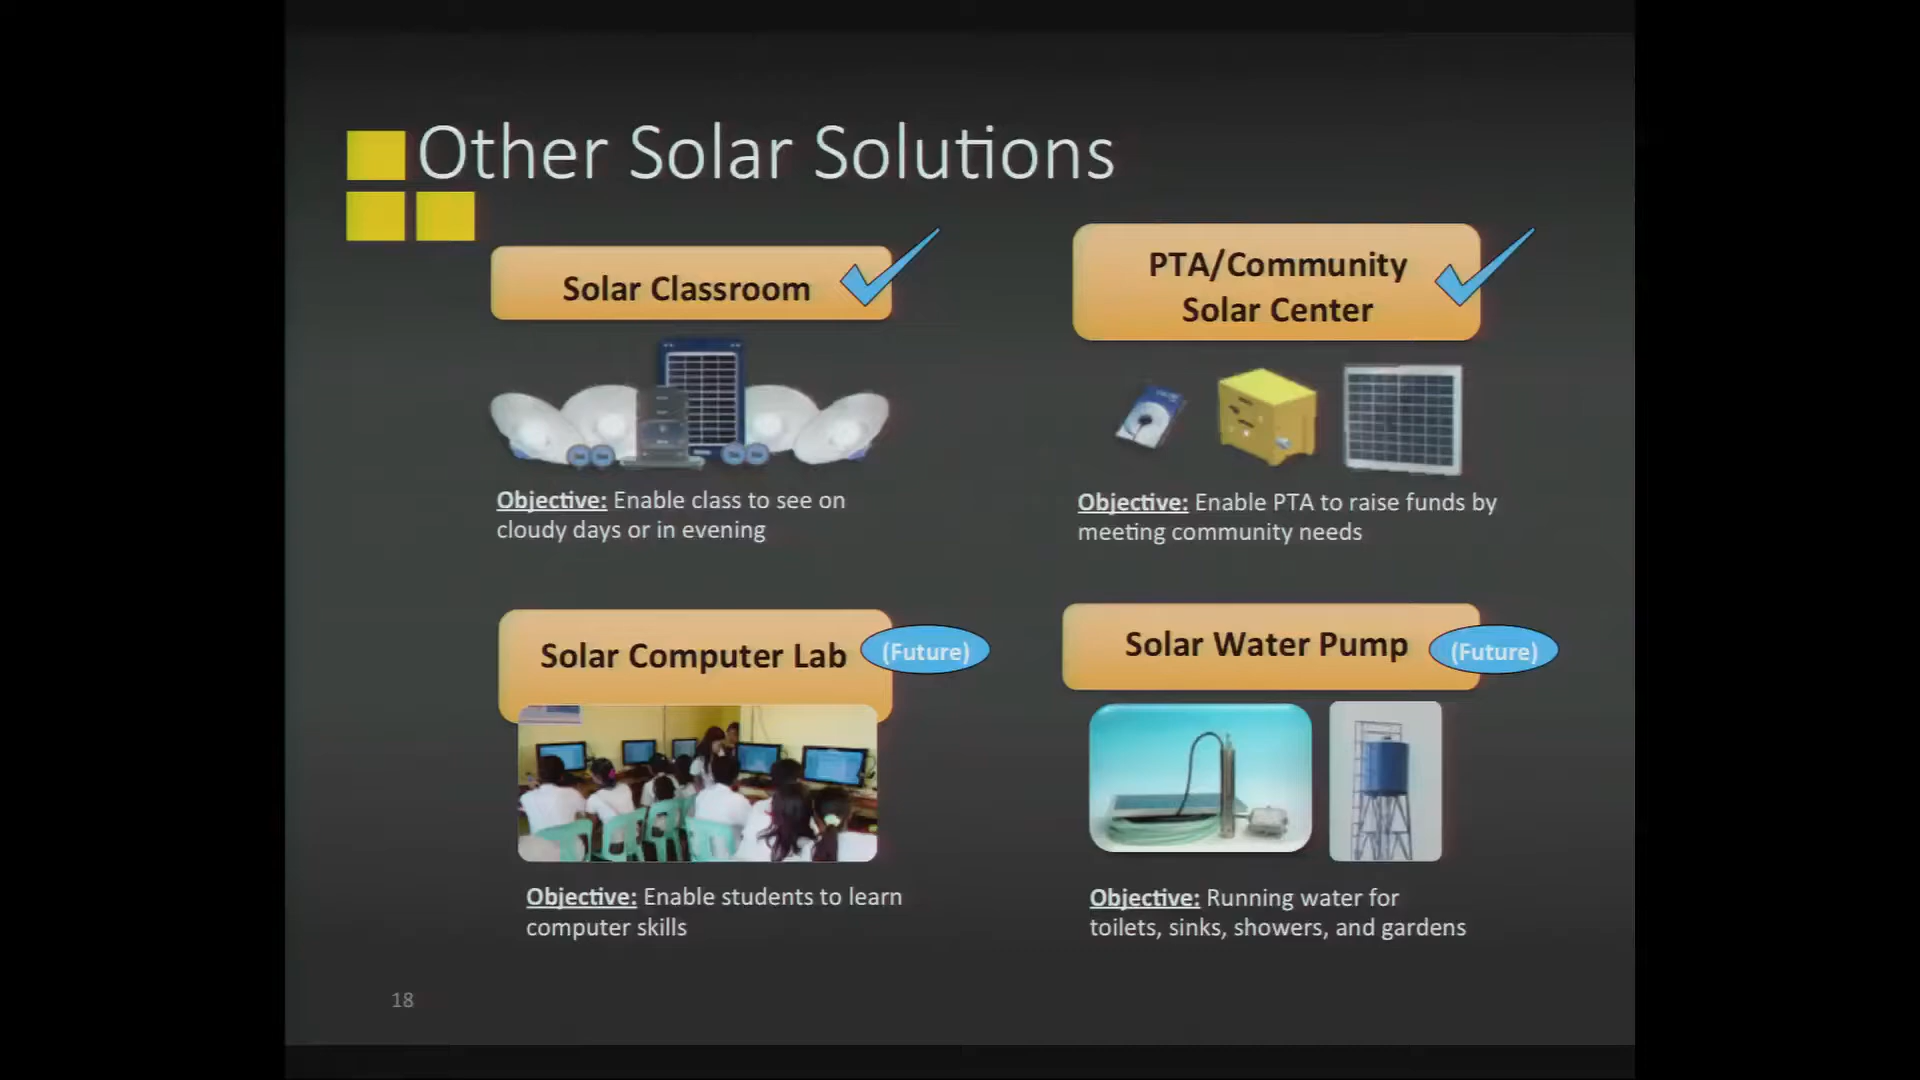 Other Solar Solutions
Solar Classroom
PTA/Community
Solar Center
Objective: Enable class to see on
cloudy days or in evening
Objective: Enable PTA to raise funds by
meeting community needs
Solar Computer Lab
(Future)
Solar Water Pump
(Future)
Objective: Enable students to learn
computer skills
Objective: Running water for
toilets, sinks, showers, and gardens
18